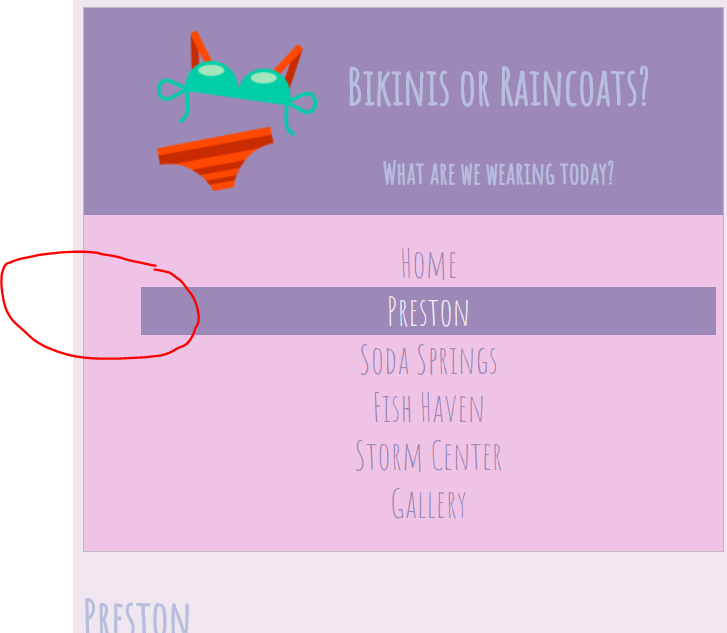 Bikinis or Raincoats?
What are we wearing today?
Home
Preston
Soda Springs
Fish Haven
Storm Center
Gallery
Preston